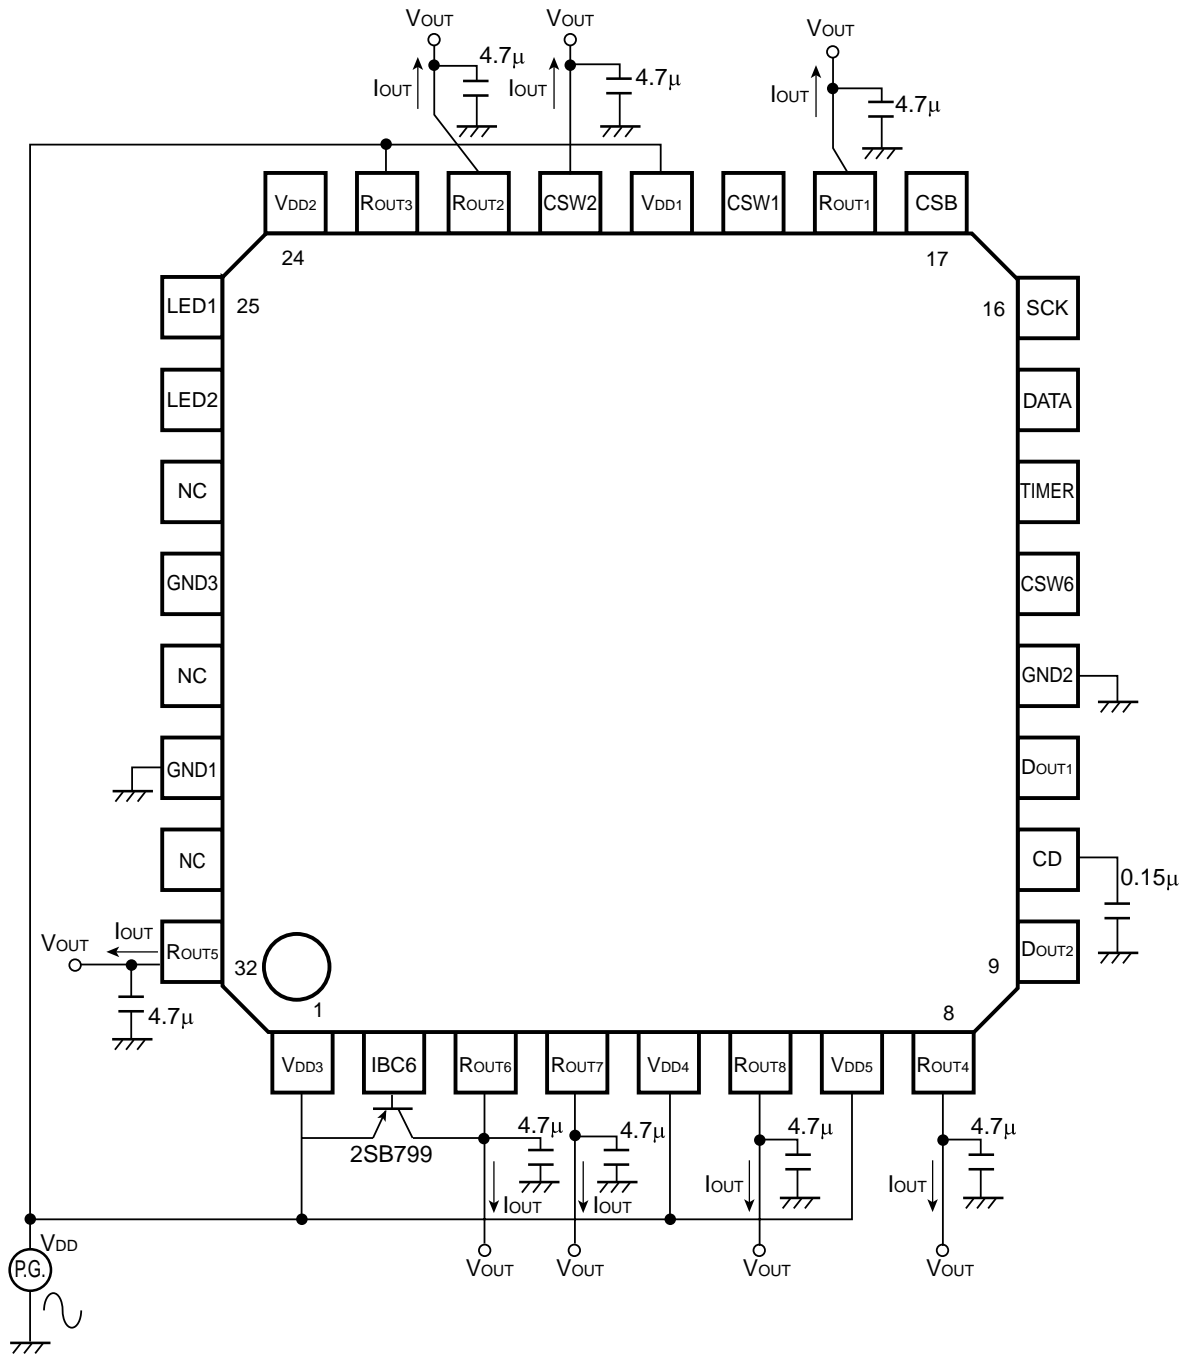 VOUT
VOUT
VOUT
4.7µ
4.7µ
4.7µ
IOUT
IOUT
IOUT
VDD2
ROUT3
ROUT2
CSW2
VDD1
CSW1
ROUT1
CSB
24
17
LED1
25
16
SCK
LED2
DATA
NC
TIMER
GND3
CSW6
NC
GND2
GND1
DOUT1
NC
CD
0.15µ
VOUT
IOUT
ROUT5
32
9
DOUT2
4.7µ
1
8
VDD3
IBC6
ROUT6
ROUT7
VDD4
ROUT8
VDD5
ROUT4
2SB799
4.7µ
4.7µ
4.7µ
4.7µ
IOUT
IOUT
IOUT
IOUT
VDD
P.G.
VOUT
VOUT
VOUT
VOUT